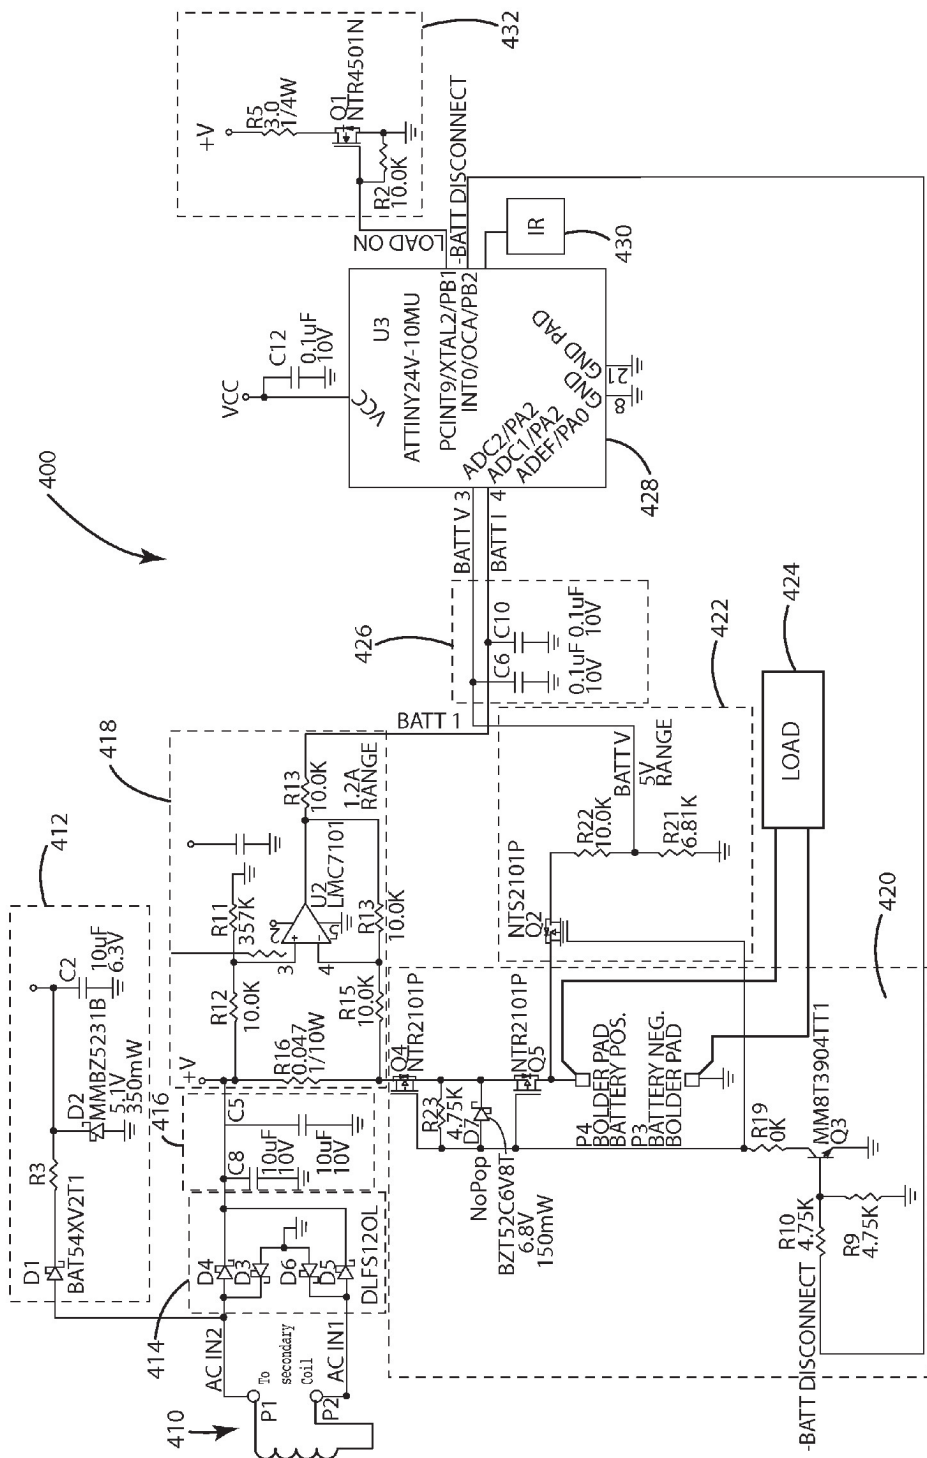 400
410
P1
P2
To
secondary
Coil
AC IN2
AC IN1
412
D1
BAT54XV2T1
R3
D2
MMBZ5231B
5.1V
350mW
C2
10uF
6.3V
414
D4
D3
D6
D5
DLFS12OL
416
C8
10uF
10V
C5
10uF
10V
418
+V
R12
10.0K
R16
0.047
1/10W
R15
10.0K
R11
357K
3
4
2
5
U2
LMC7101
R13
10.0K
R13
10.0K
1.2A
RANGE
BATT 1
420
Q4
NTR2101P
R23
4.75K
D7
NoPop
BZT52C6V8T
6.8V
150mW
Q5
NTR2101P
P4
BOLDER PAD
BATTERY POS.
P3
BATTERY NEG.
BOLDER PAD
R19
0K
MM8T3904TT1
Q3
R10
4.75K
R9
4.75K
-BATT DISCONNECT
422
NTS2101P
Q2
R22
10.0K
R21
6.81K
BATT V
5V
RANGE
424
LOAD
426
C6
0.1uF
10V
C10
0.1uF
10V
BATT V 3
BATT I 4
428
VCC
C12
0.1uF
10V
VCC
U3
ATTINY24V-10MU
PCINT9/XTAL2/PB1
INT0/OCA/PB2
ADC2/PA2
ADC1/PA2
ADEF/PA0
GND
GND PAD
8
21
430
IR
-BATT DISCONNECT
LOAD ON
432
+V
R5
3.0
1/4W
Q1
NTR4501N
R2
10.0K